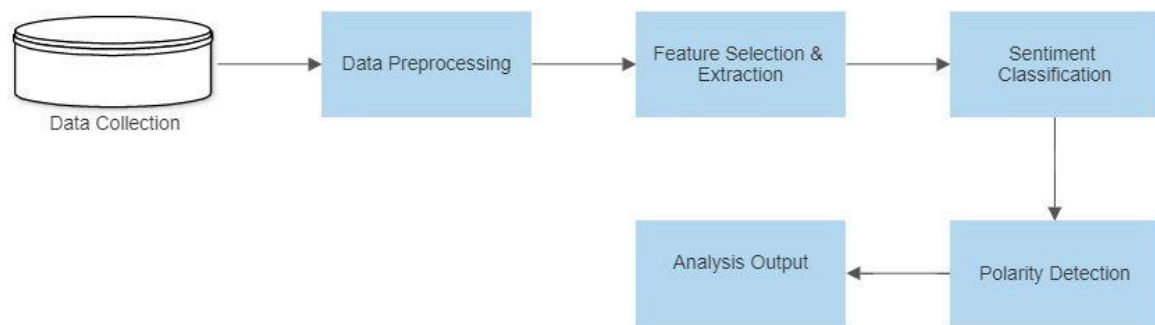 Data Collection
Data Preprocessing
Feature Selection &
Extraction
Sentiment
Classification
Polarity Detection
Analysis Output